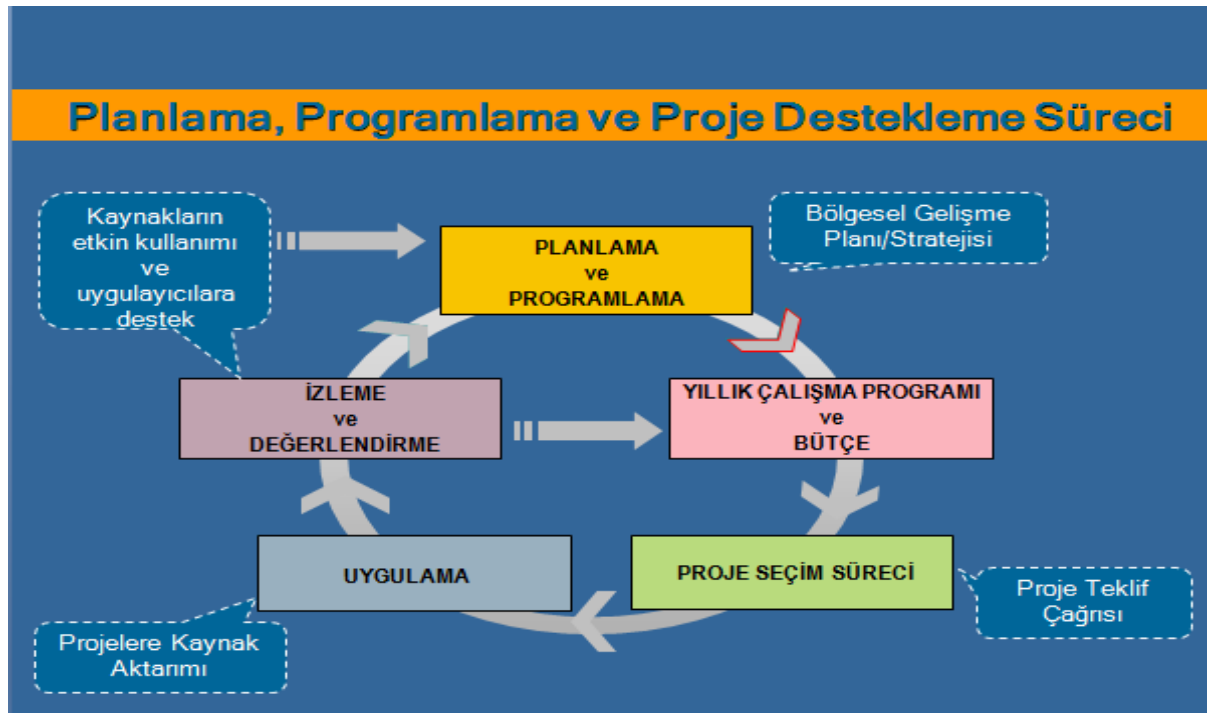 Planlama, Programlama ve Proje Destekleme Süreci
Kaynakların
etkin kullanımı
ve
uygulayıcılara
destek
PLANLAMA
ve
PROGRAMLAMA
Bölgesel Gelişme
Planı/Stratejisi
İZLEME
ve
DEĞERLENDİRME
YILLIK ÇALIŞMA PROGRAMI
ve
BÜTÇE
UYGULAMA
PROJE SEÇİM SÜRECİ
Proje Teklif
Çağrısı
Projelere Kaynak
Aktarımı